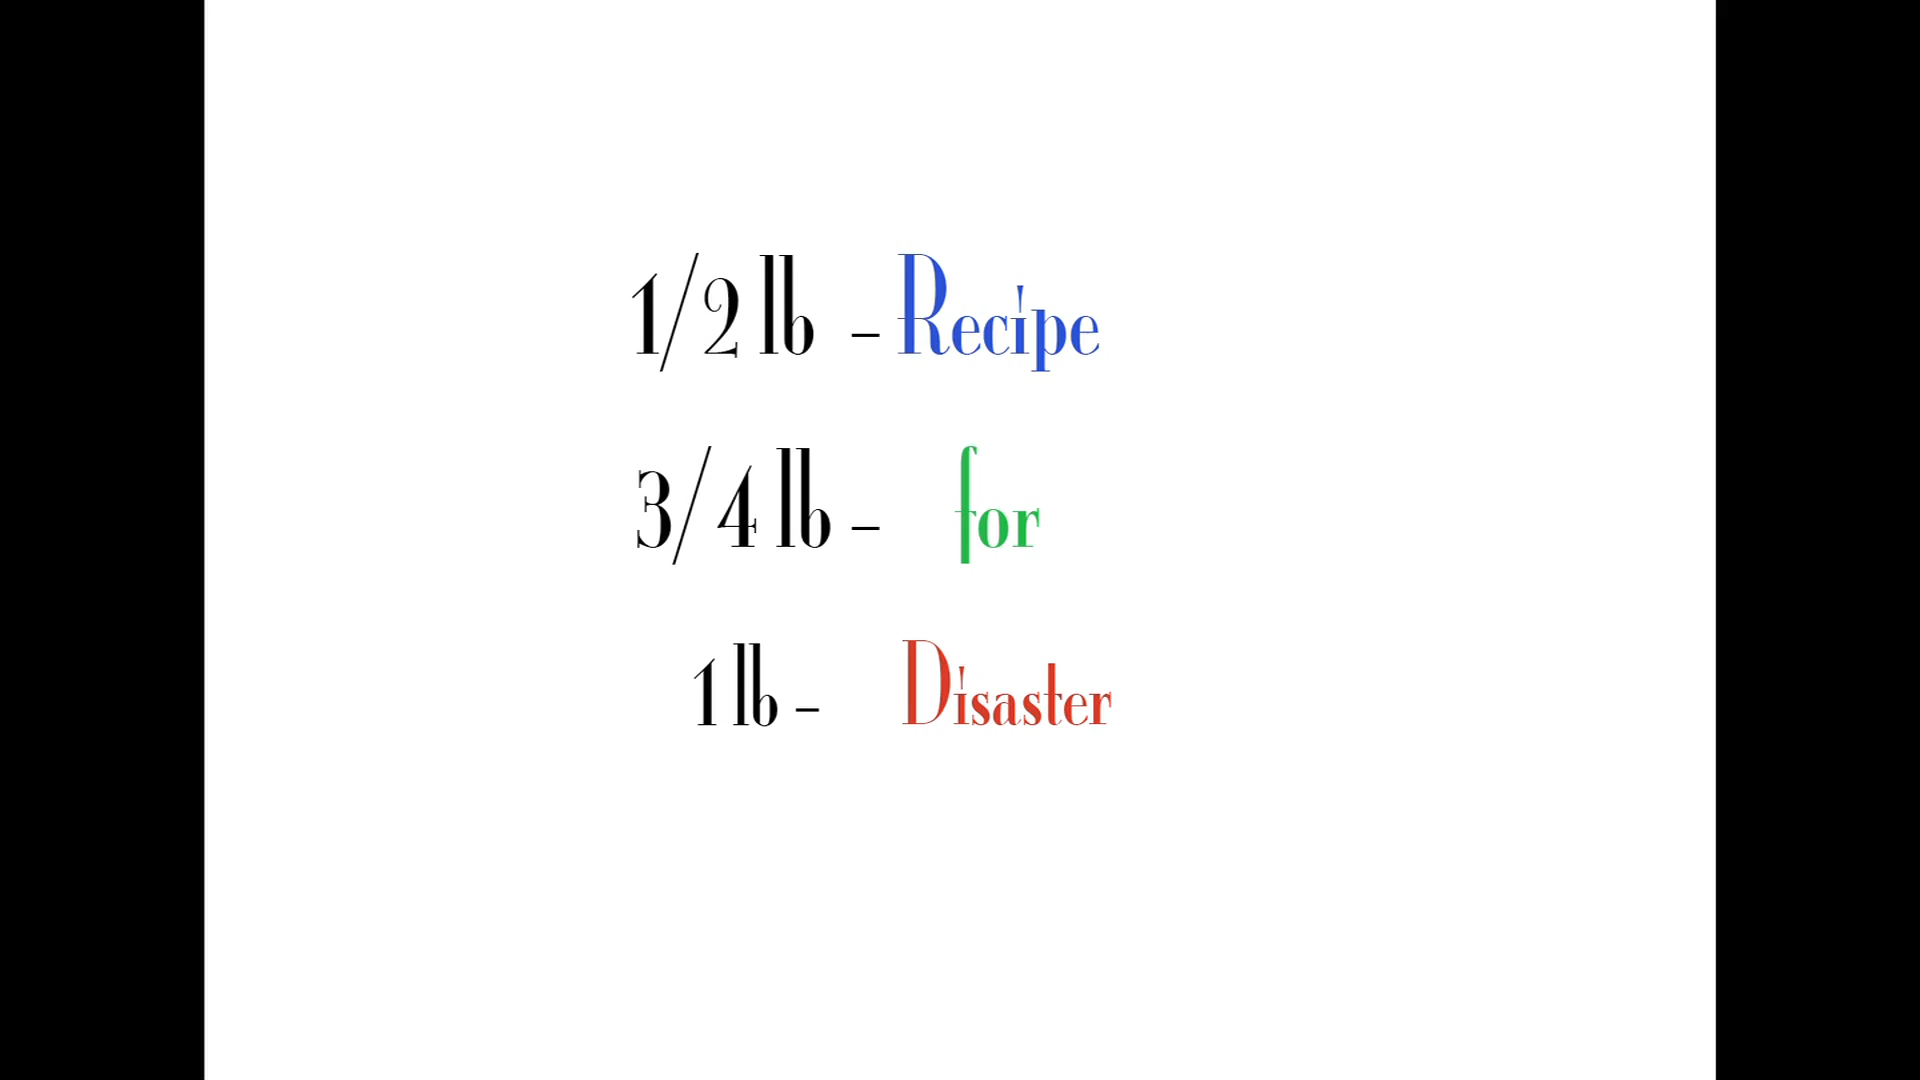 1/2 lb – Recipe
3/4 lb – for
1 lb – Disaster